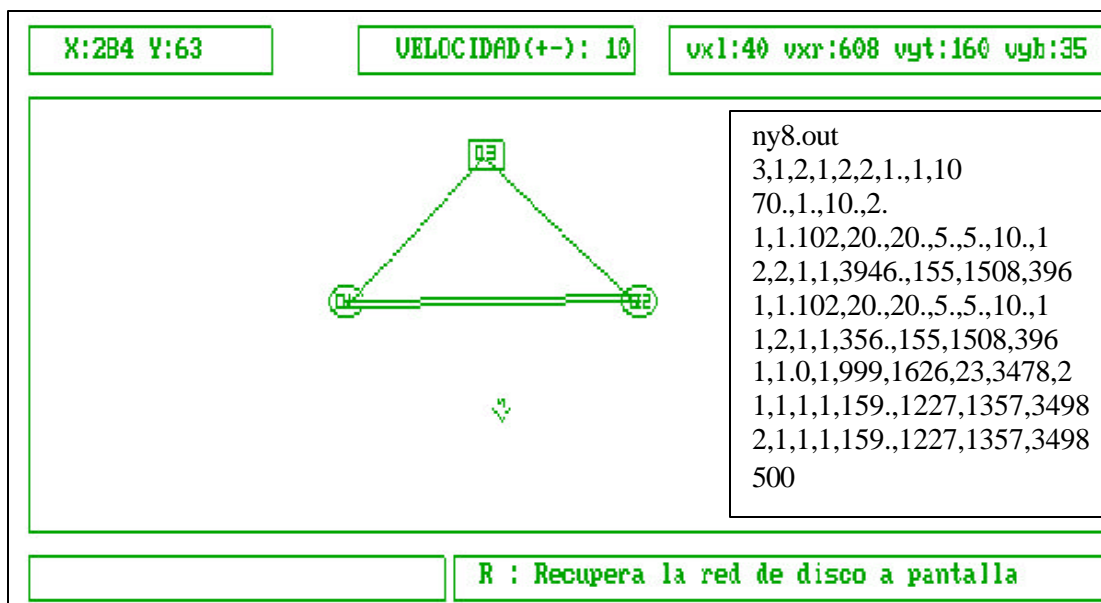 X:284 Y:63
VELOCIDAD(+-): 10
vxl:40 vxr:608 vyt:160 vyb:35
03
02
ny8.out
3,1,2,1,2,2,1.,1,10
70.,1.,10.,2.
1,1.102,20.,20.,5.,5.,10.,1
2,2,1,1,3946.,155,1508,396
1,1.102,20.,20.,5.,5.,10.,1
1,2,1,1,356.,155,1508,396
1,1.0,1,999,1626,23,3478,2
1,1,1,1,159.,1227,1357,3498
2,1,1,1,159.,1227,1357,3498
500
R : Recupera la red de disco a pantalla